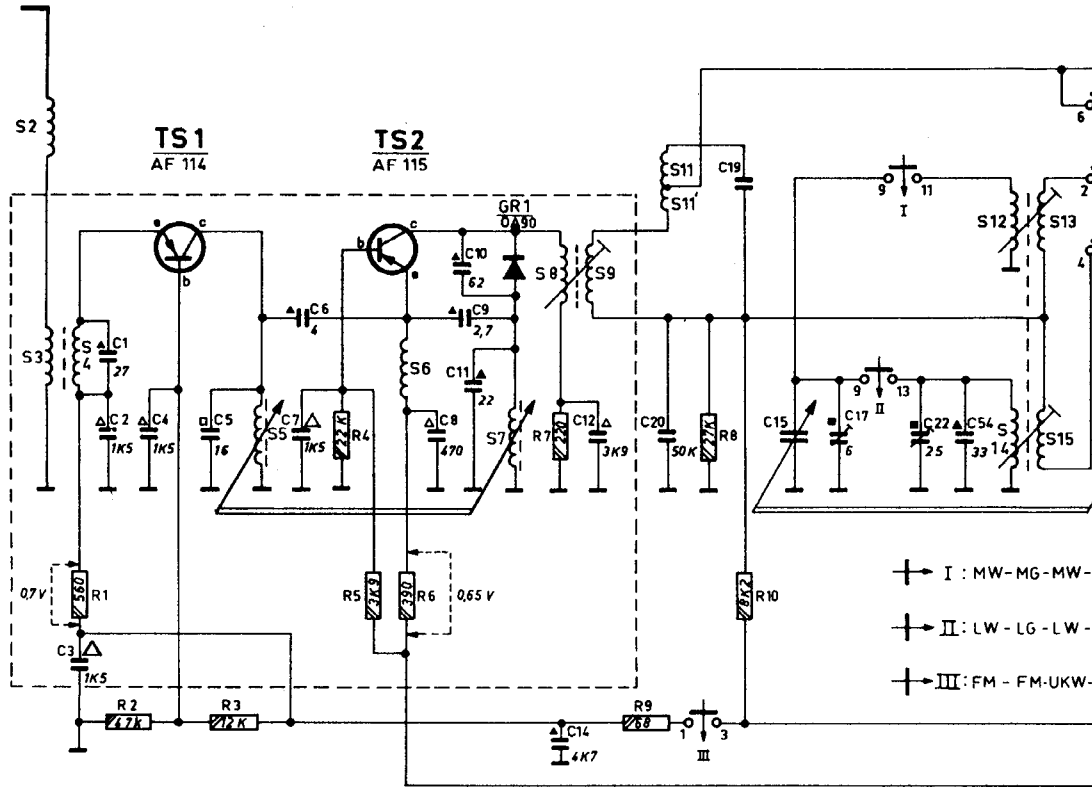 S2
TS1
AF 114
TS2
AF 115
S11
S11'
C19
6
9 11
I
2
S12 S13
4
GR1
OA90
e c
b
b c
e
C10
62
S8 S9
C6
4
C9
2,7
S3
S
4
C1
27
S6
C11
22
9 13
II
C2
1K5
C4
1K5
C5
16
S5
C7
1K5
R4
22K
C8
470
S7
R7
220
C12
3K9
C20
50K
R8
27K
C15
C17
6
C22
25
C54
33
S
14
S15
0,7V
560
R1
R5
3K9
390
R6
0,65 V
8K2
R10
I : MW-MG-MW-
II : LW - LG - LW -
III : FM - FM-UKW-
C3
1K5
R2
47K
R3
12K
C14
4K7
R9
68
1 3
III